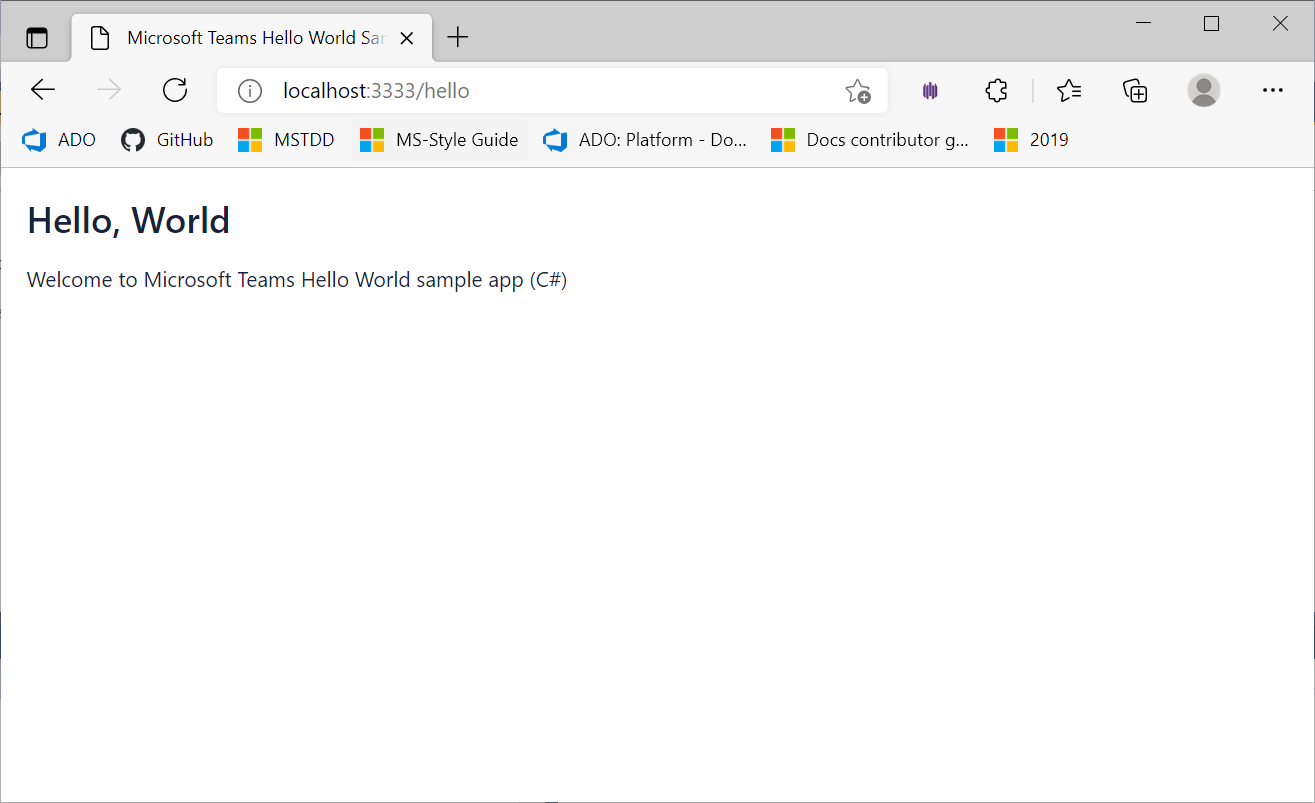 Microsoft Teams Hello World Sar
localhost:3333/hello
ADO GitHub MSTDD MS-Style Guide ADO: Platform - Do... Docs contributor g... 2019
Hello, World
Welcome to Microsoft Teams Hello World sample app (C#)